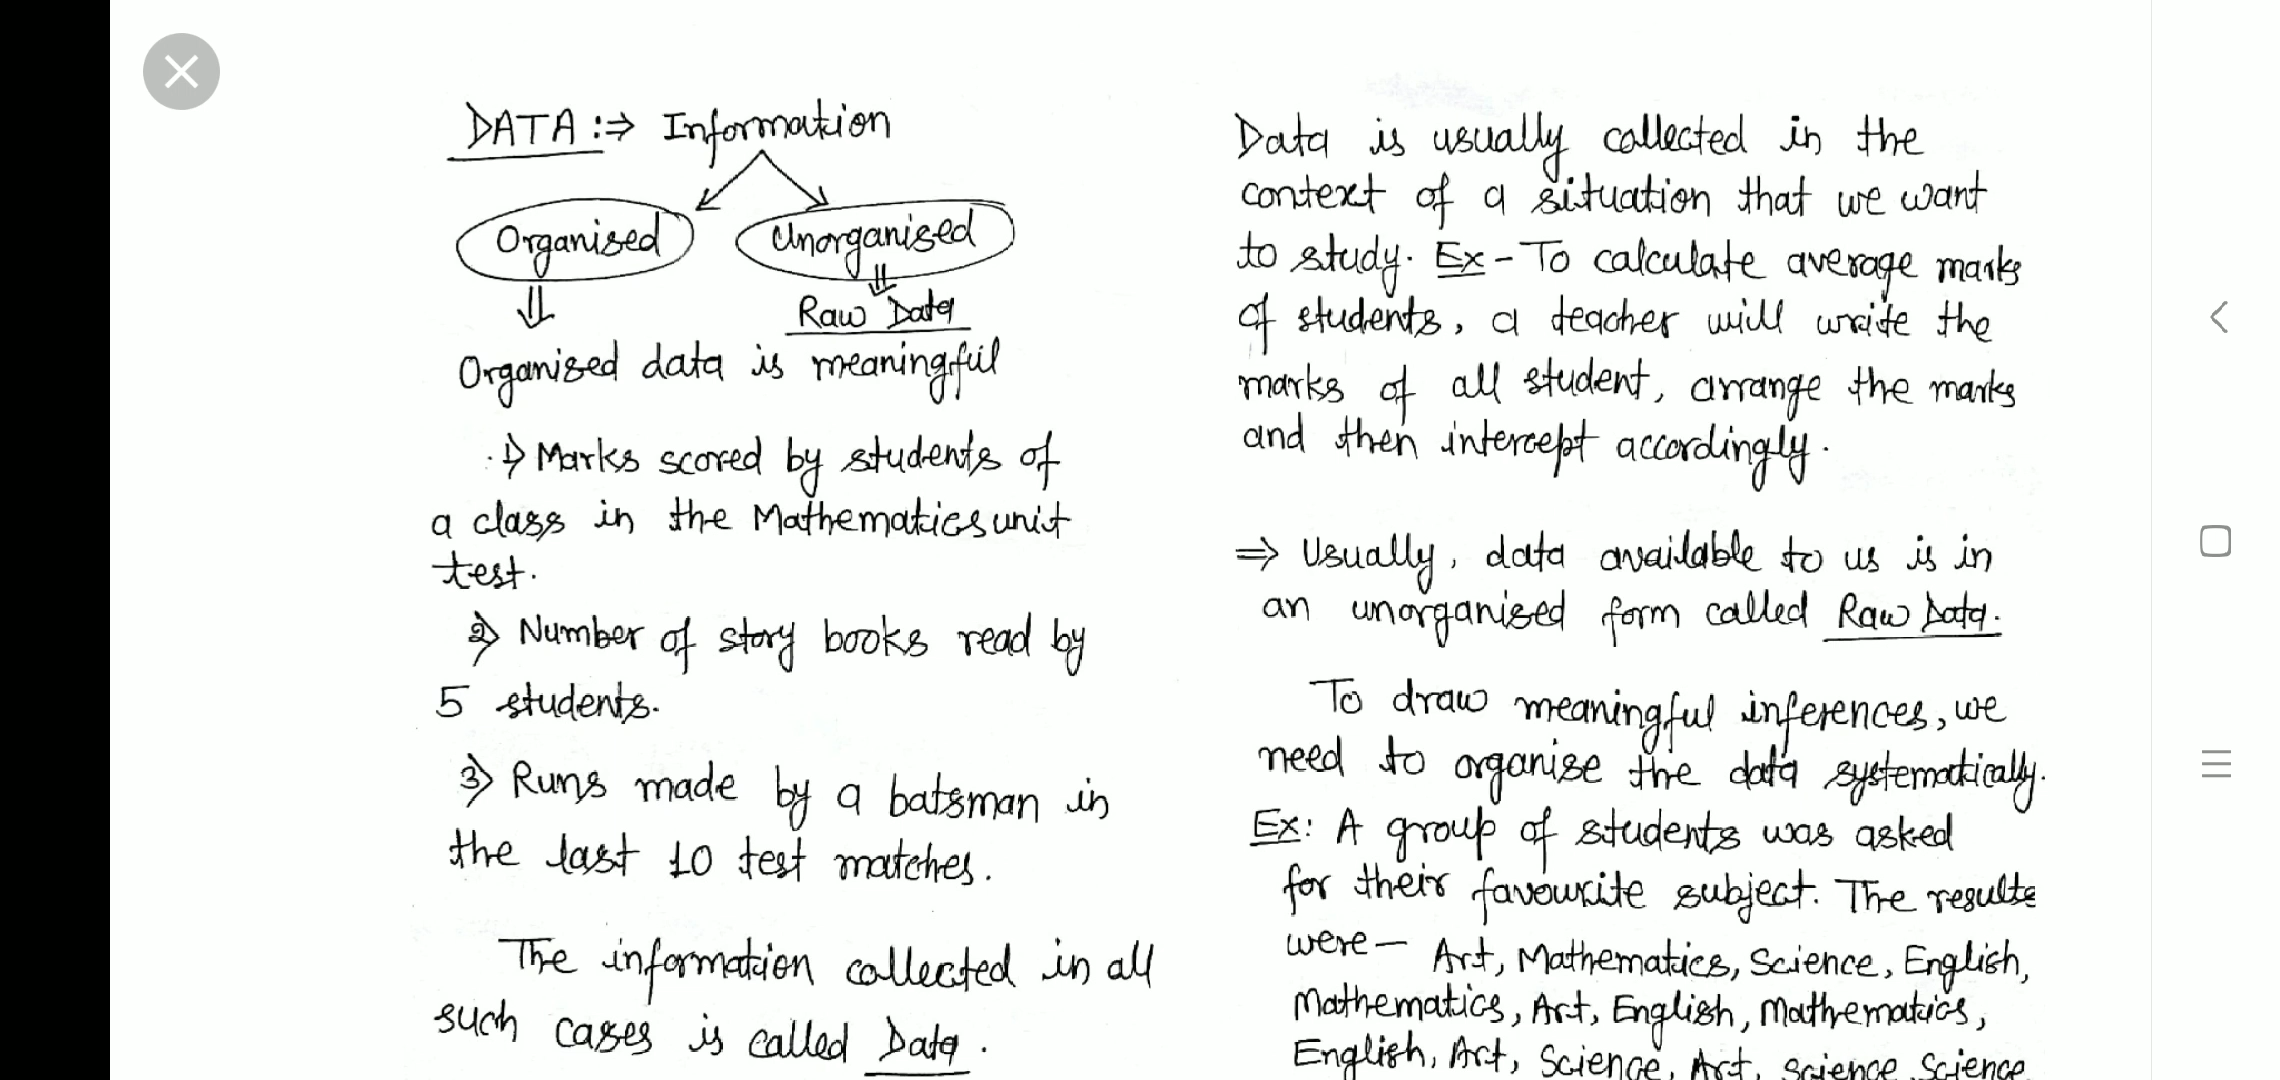 DATA :⇒ Information
Organised
Unorganised
Raw Data
Organised data is meaningful
1) Marks scored by students of
a class in the Mathematics unit
test.
2) Number of story books read by
5 students.
3) Runs made by a batsman in
the last 10 test matches.
The information collected in all
such cases is called Data.
Data is usually collected in the
context of a situation that we want
to study. Ex - To calculate average marks
of students, a teacher will write the
marks of all student, arrange the marks
and then intercept accordingly.
⇒ Usually, data available to us is in
an unorganised form called Raw Data.
To draw meaningful inferences, we
need to organise the data systematically.
Ex: A group of students was asked
for their favourite subject. The results
were — Art, Mathematics, Science, English,
Mathematics, Art, English, Mathematics,
English, Art, Science, Art, Science, Science